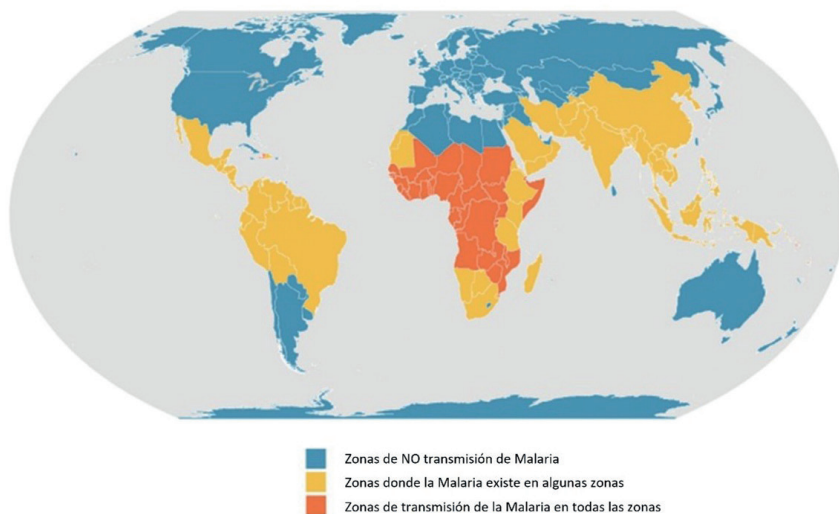 Zonas de NO transmisión de Malaria
Zonas donde la Malaria existe en algunas zonas
Zonas de transmisión de la Malaria en todas las zonas